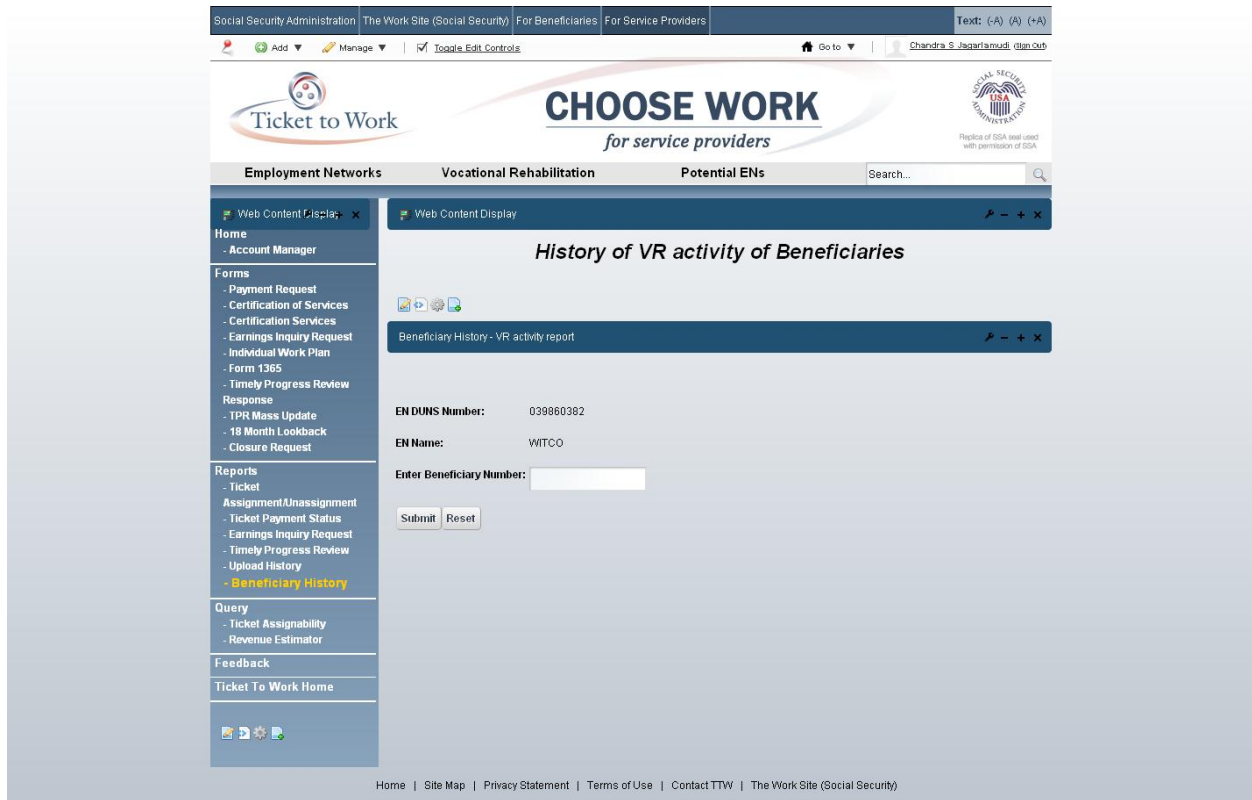 Social Security Administration The Work Site (Social Security) For Beneficiaries For Service Providers Text: (-A) (A) (+A)
Add ▼ Manage ▼ | Toggle Edit Controls Go to ▼ | Chandra S Jagarlamudi (Sign Out)
Ticket to Work
CHOOSE WORK
for service providers
SOCIAL SECURITY ADMINISTRATION
USA
Replica of SSA seal used
with permission of SSA
Employment Networks Vocational Rehabilitation Potential ENs Search...
Web Content Display
Home
- Account Manager
Forms
- Payment Request
- Certification of Services
- Certification Services
- Earnings Inquiry Request
- Individual Work Plan
- Form 1365
- Timely Progress Review
Response
- TPR Mass Update
- 18 Month Lookback
- Closure Request
Reports
- Ticket
Assignment/Unassignment
- Ticket Payment Status
- Earnings Inquiry Request
- Timely Progress Review
- Upload History
- Beneficiary History
Query
- Ticket Assignability
- Revenue Estimator
Feedback
Ticket To Work Home
Web Content Display
History of VR activity of Beneficiaries
Beneficiary History - VR activity report
EN DUNS Number: 039860382
EN Name: WITCO
Enter Beneficiary Number:
Submit Reset
Home | Site Map | Privacy Statement | Terms of Use | Contact TTW | The Work Site (Social Security)